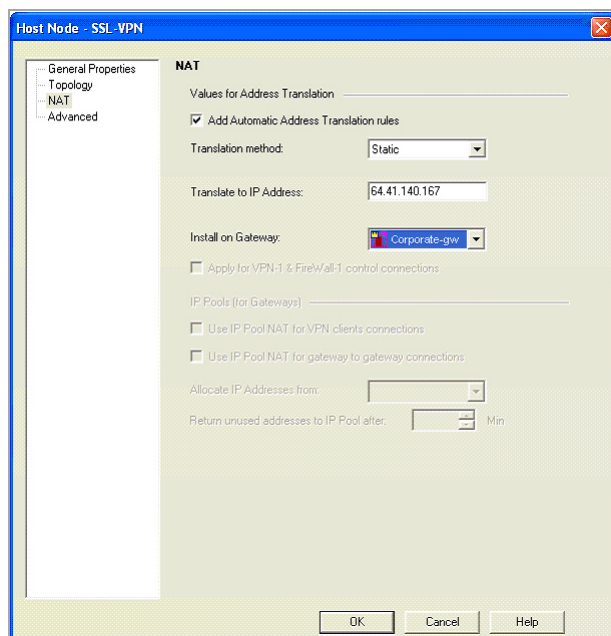 Host Node - SSL-VPN
General Properties
Topology
NAT
Advanced
NAT
Values for Address Translation
Add Automatic Address Translation rules
Translation method: Static
Translate to IP Address: 64.41.140.167
Install on Gateway: Corporate-gw
Apply for VPN-1 & FireWall-1 control connections
IP Pools (for Gateways)
Use IP Pool NAT for VPN clients connections
Use IP Pool NAT for gateway to gateway connections
Allocate IP Addresses from:
Return unused addresses to IP Pool after: Min
OK Cancel Help